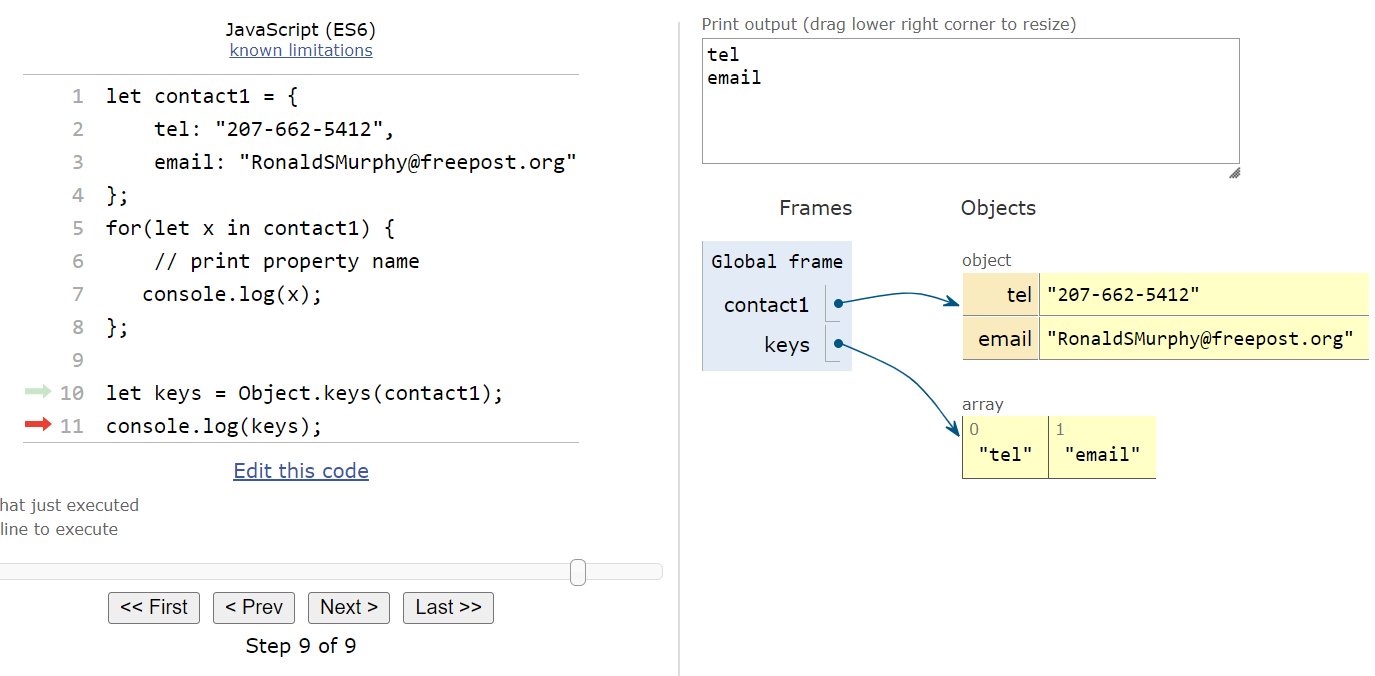 JavaScript (ES6)
known limitations
1 let contact1 = {
2     tel: "207-662-5412",
3     email: "RonaldSMurphy@freepost.org"
4 };
5 for(let x in contact1) {
6     // print property name
7    console.log(x);
8 };
9
10 let keys = Object.keys(contact1);
11 console.log(keys);
Edit this code
hat just executed
line to execute
<< First < Prev Next > Last >>
Step 9 of 9
Print output (drag lower right corner to resize)
tel
email
Frames Objects
Global frame
contact1
keys
object
tel "207-662-5412"
email "RonaldSMurphy@freepost.org"
array
0 1
"tel" "email"